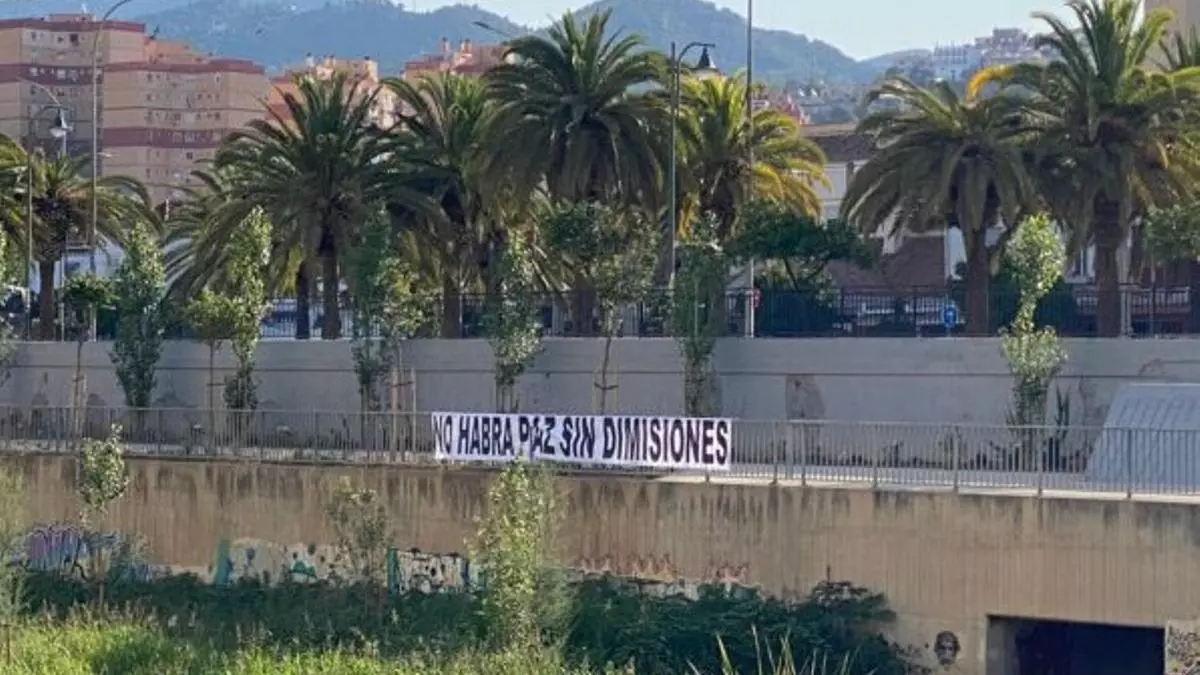 NO HABRA PAZ SIN DIMISIONES